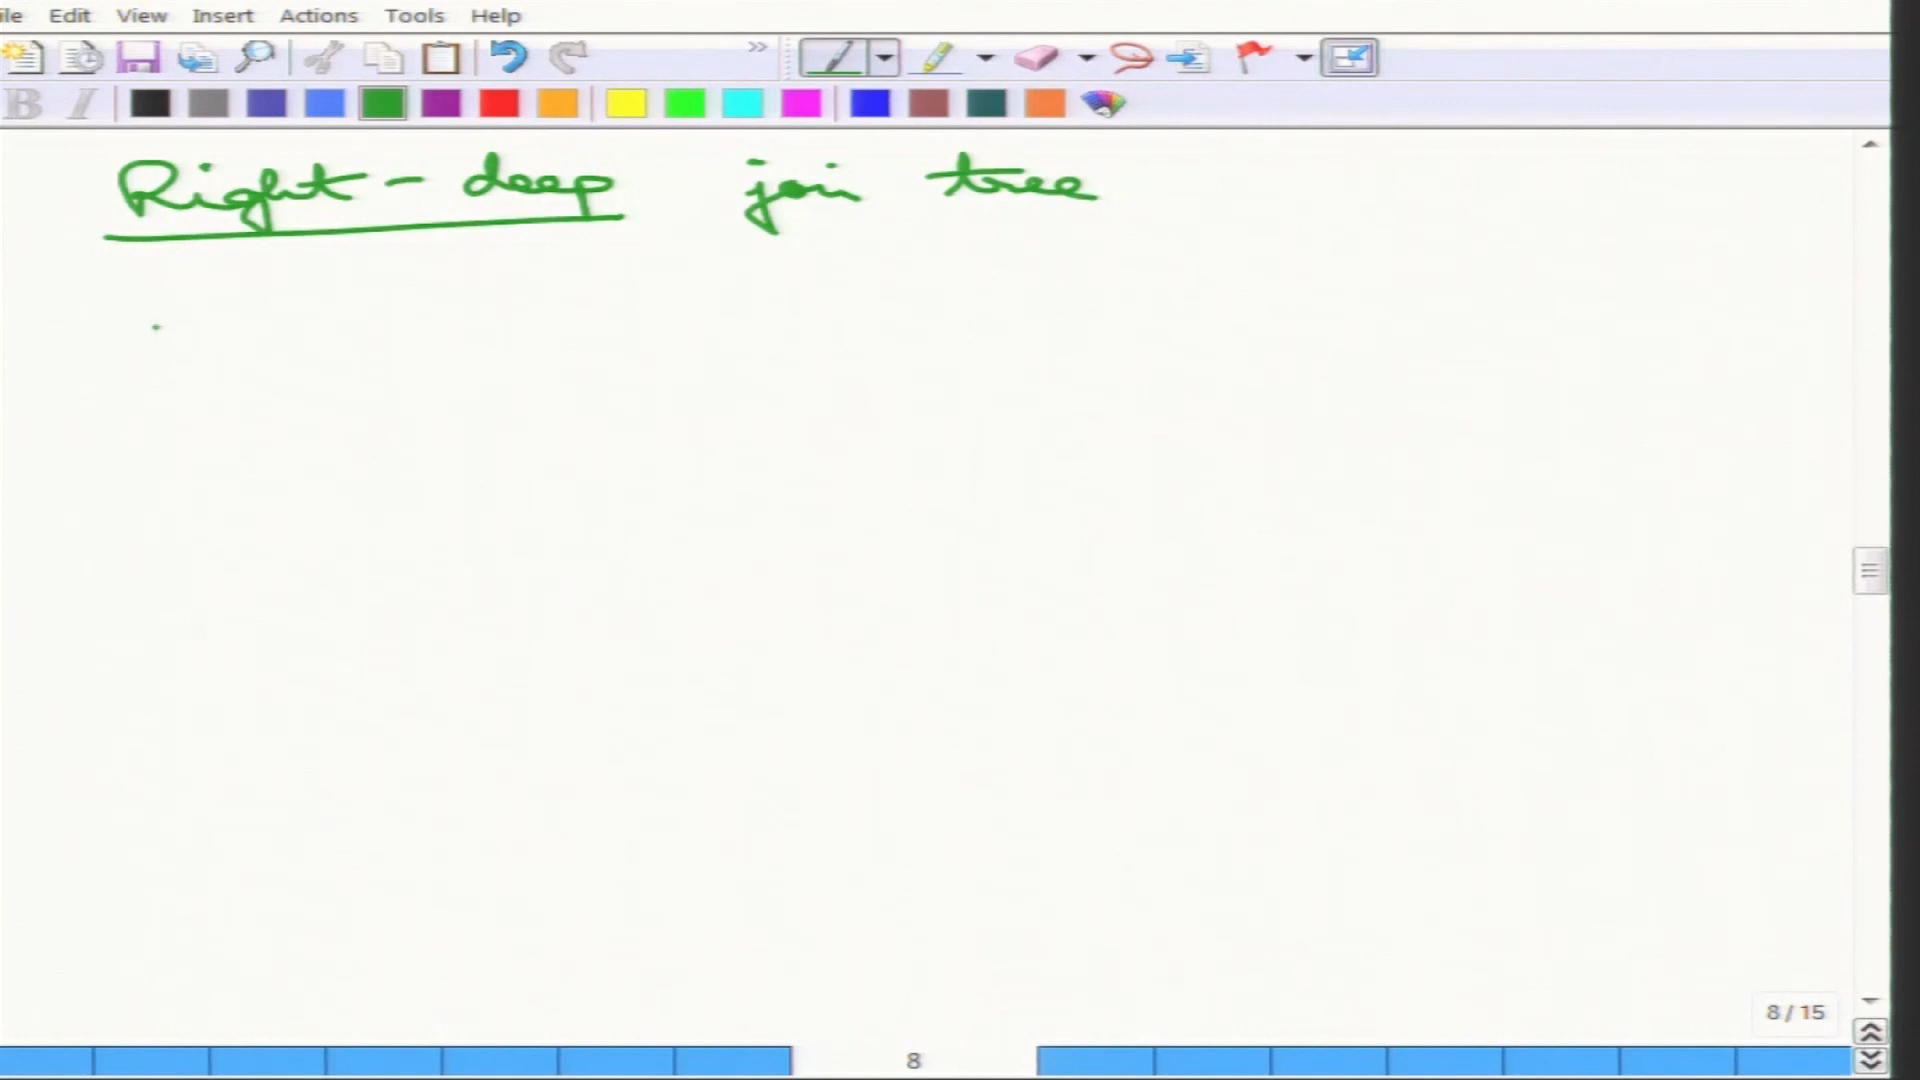 ile Edit View Insert Actions Tools Help
B I
Right - deep join tree
8 / 15
8